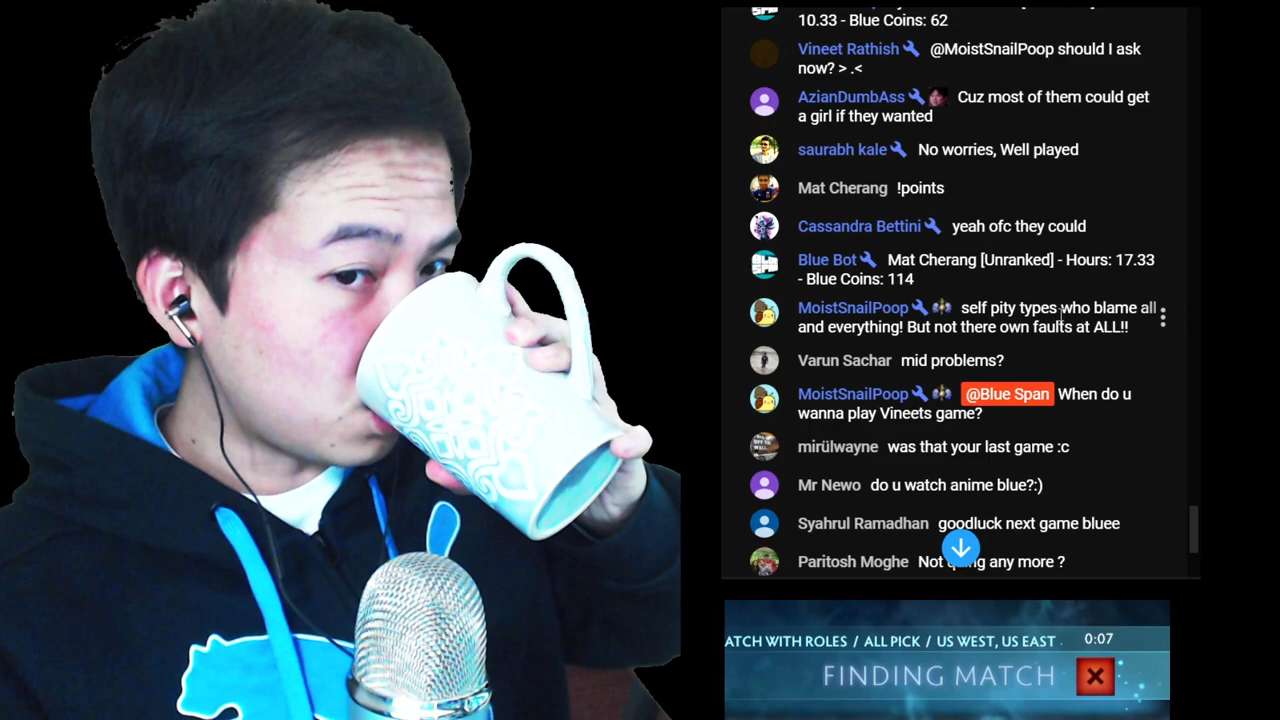 10.33 - Blue Coins: 62
Vineet Rathish @MoistSnailPoop should I ask
now? > .<
AzianDumbAss Cuz most of them could get
a girl if they wanted
saurabh kale No worries, Well played
Mat Cherang !points
Cassandra Bettini yeah ofc they could
Blue Bot Mat Cherang [Unranked] - Hours: 17.33
- Blue Coins: 114
MoistSnailPoop self pity types who blame all
and everything! But not there own faults at ALL!!
Varun Sachar mid problems?
MoistSnailPoop @Blue Span When do u
wanna play Vineets game?
mirülwayne was that your last game :c
Mr Newo do u watch anime blue?:)
Syahrul Ramadhan goodluck next game bluee
Paritosh Moghe Not any more ?
ATCH WITH ROLES / ALL PICK / US WEST, US EAST 0:07
FINDING MATCH